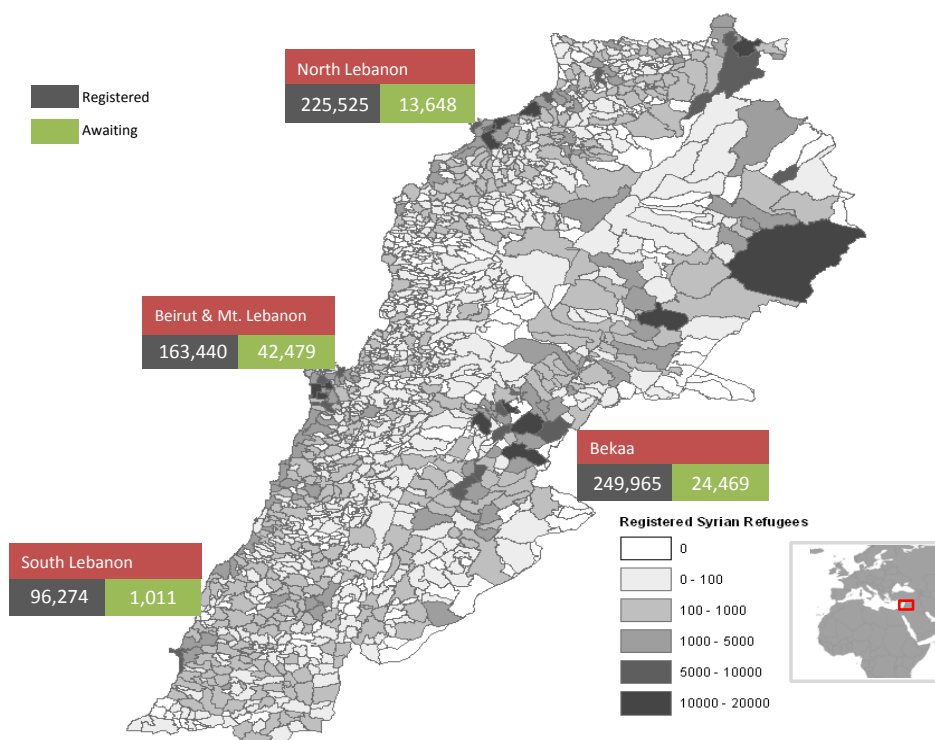 North Lebanon
225,525 13,648
Registered
Awaiting
Beirut & Mt. Lebanon
163,440 42,479
Bekaa
249,965 24,469
South Lebanon
96,274 1,011
Registered Syrian Refugees
0
0 - 100
100 - 1000
1000 - 5000
5000 - 10000
10000 - 20000